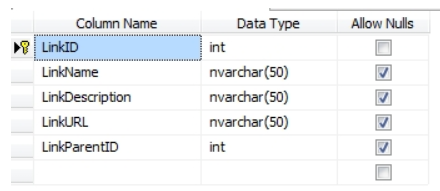 Column Name Data Type Allow Nulls
LinkID int
LinkName nvarchar(50)
LinkDescription nvarchar(50)
LinkURL nvarchar(50)
LinkParentID int